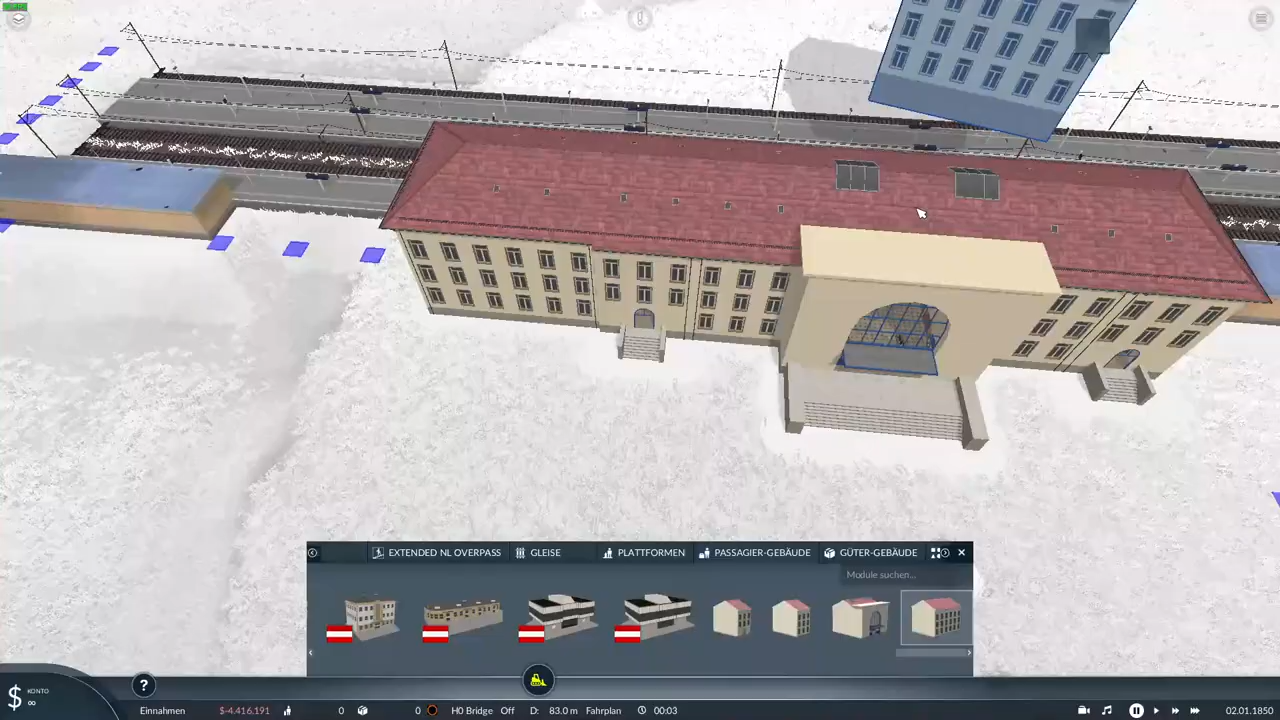 EXTENDED NL OVERPASS GLEISE PLATTFORMEN PASSAGIER-GEBÄUDE GÜTER-GEBÄUDE
Module suchen...
$ KONTO ∞
?
Einnahmen $-4.416.191 0 0 H0 Bridge Off D: 83.0 m Fahrplan 00:03 02.01.1850